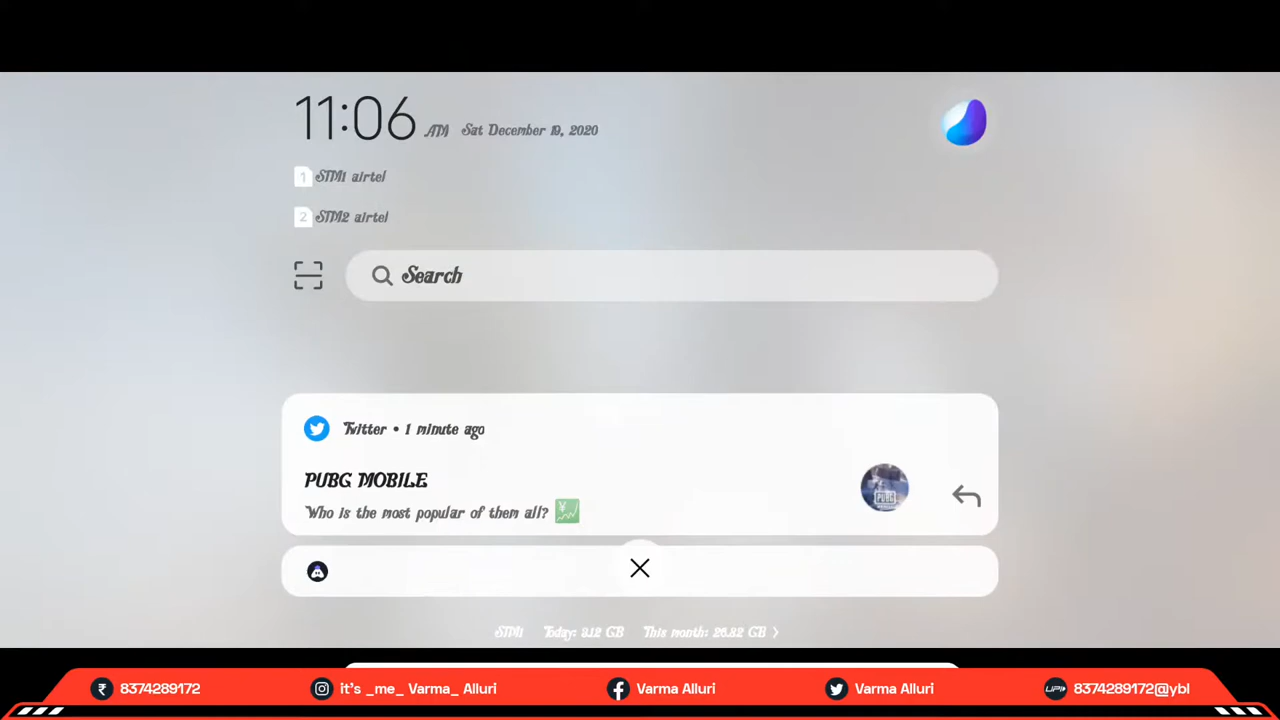 11:06 AM Sat December 19, 2020
1 SIM1 airtel
2 SIM2 airtel
Search
Twitter • 1 minute ago
PUBG MOBILE
Who is the most popular of them all? 💹
PUBG
SIM1 Today: 3.12 GB This month: 26.82 GB >
₹ 8374289172 it's _me_ Varma_ Alluri Varma Alluri Varma Alluri UPI 8374289172@ybl